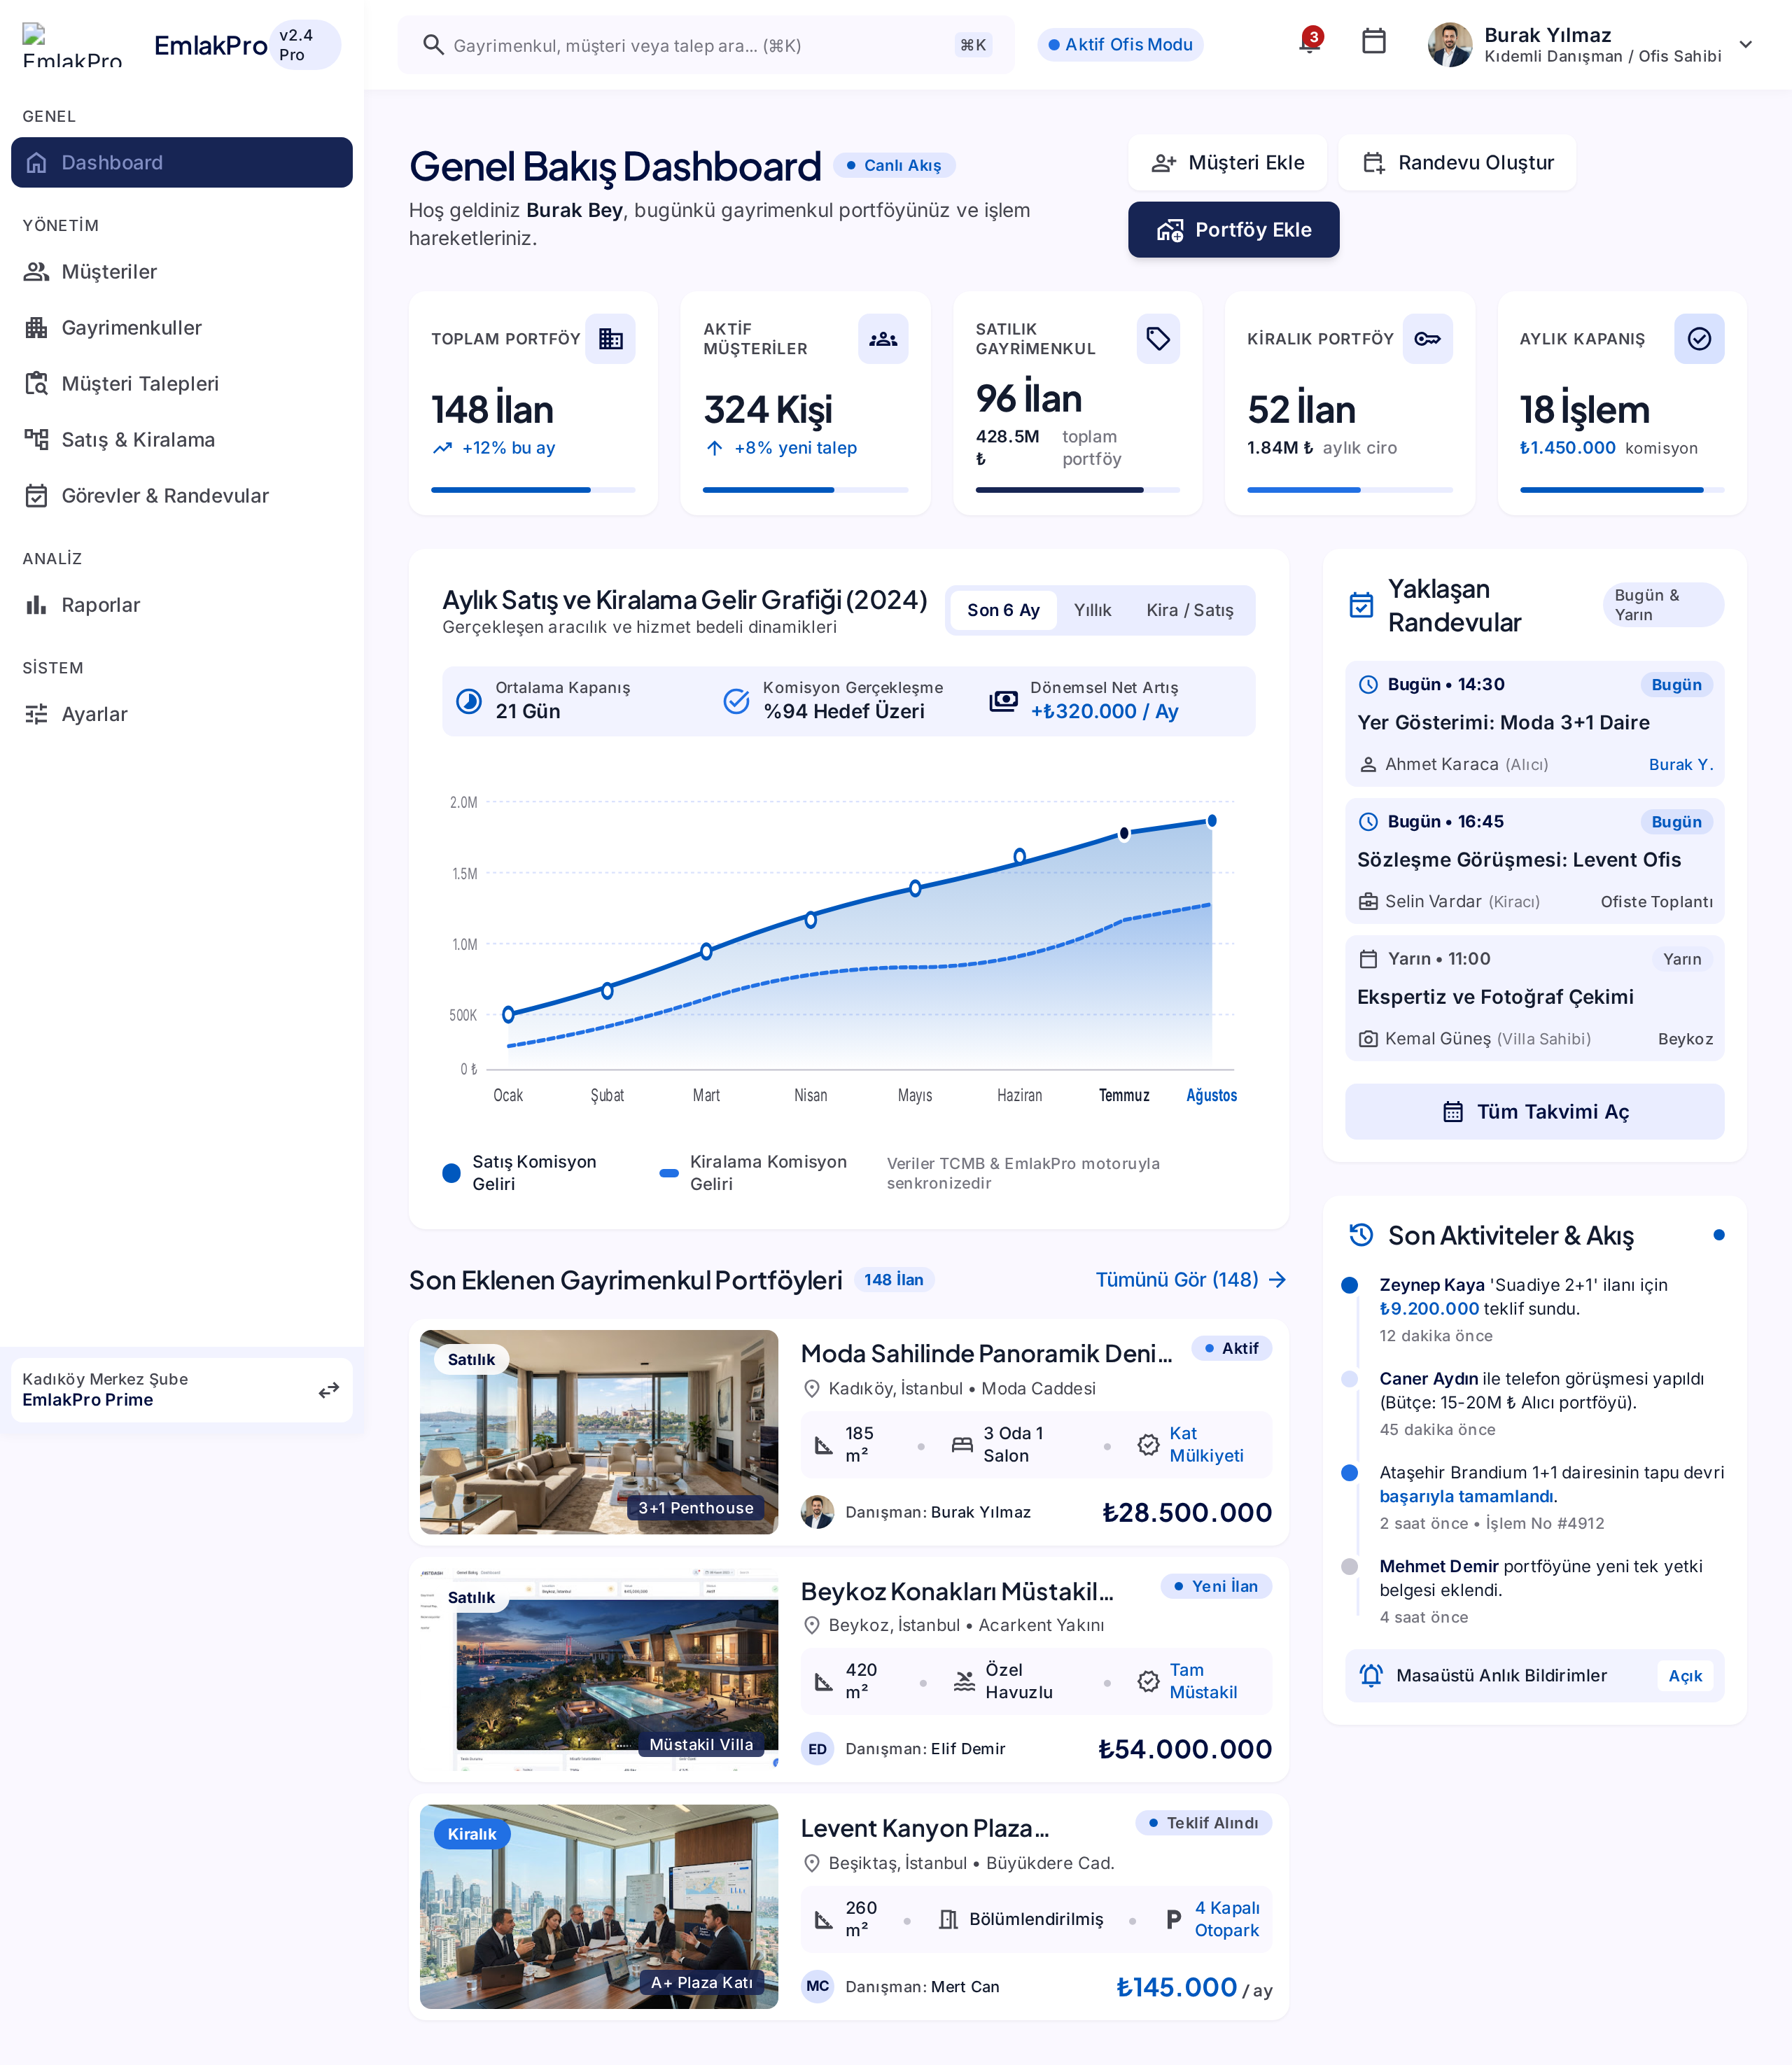 EmlakPro
EmlakPro
v2.4
Pro
Gayrimenkul, müşteri veya talep ara... (⌘K)
⌘K
Aktif Ofis Modu
3
Burak Yılmaz
Kıdemli Danışman / Ofis Sahibi
GENEL
Dashboard
YÖNETİM
Müşteriler
Gayrimenkuller
Müşteri Talepleri
Satış & Kiralama
Görevler & Randevular
ANALİZ
Raporlar
SİSTEM
Ayarlar
Kadıköy Merkez Şube
EmlakPro Prime
Genel Bakış Dashboard
Canlı Akış
Hoş geldiniz Burak Bey, bugünkü gayrimenkul portföyünüz ve işlem
hareketleriniz.
Müşteri Ekle
Randevu Oluştur
Portföy Ekle
TOPLAM PORTFÖY
148 İlan
+12% bu ay
AKTİF
MÜŞTERİLER
324 Kişi
+8% yeni talep
SATILIK
GAYRİMENKUL
96 İlan
428.5M
₺
toplam
portföy
KİRALIK PORTFÖY
52 İlan
1.84M ₺ aylık ciro
AYLIK KAPANIŞ
18 İşlem
₺1.450.000 komisyon
Aylık Satış ve Kiralama Gelir Grafiği (2024)
Gerçekleşen aracılık ve hizmet bedeli dinamikleri
Son 6 Ay
Yıllık
Kira / Satış
Ortalama Kapanış
21 Gün
Komisyon Gerçekleşme
%94 Hedef Üzeri
Dönemsel Net Artış
+₺320.000 / Ay
2.0M
1.5M
1.0M
500K
0 ₺
Ocak
Şubat
Mart
Nisan
Mayıs
Haziran
Temmuz
Ağustos
Satış Komisyon
Geliri
Kiralama Komisyon
Geliri
Veriler TCMB & EmlakPro motoruyla
senkronizedir
Yaklaşan
Randevular
Bugün &
Yarın
Bugün • 14:30
Bugün
Yer Gösterimi: Moda 3+1 Daire
Ahmet Karaca (Alıcı)
Burak Y.
Bugün • 16:45
Bugün
Sözleşme Görüşmesi: Levent Ofis
Selin Vardar (Kiracı)
Ofiste Toplantı
Yarın • 11:00
Yarın
Ekspertiz ve Fotoğraf Çekimi
Kemal Güneş (Villa Sahibi)
Beykoz
Tüm Takvimi Aç
Son Aktiviteler & Akış
Zeynep Kaya 'Suadiye 2+1' ilanı için
₺9.200.000 teklif sundu.
12 dakika önce
Caner Aydın ile telefon görüşmesi yapıldı
(Bütçe: 15-20M ₺ Alıcı portföyü).
45 dakika önce
Ataşehir Brandium 1+1 dairesinin tapu devri
başarıyla tamamlandı.
2 saat önce • İşlem No #4912
Mehmet Demir portföyüne yeni tek yetki
belgesi eklendi.
4 saat önce
Masaüstü Anlık Bildirimler
Açık
Son Eklenen Gayrimenkul Portföyleri
148 İlan
Tümünü Gör (148)
Satılık
3+1 Penthouse
Moda Sahilinde Panoramik Deni...
Aktif
Kadıköy, İstanbul • Moda Caddesi
185
m²
3 Oda 1
Salon
Kat
Mülkiyeti
Danışman: Burak Yılmaz
₺28.500.000
Satılık
Müstakil Villa
Beykoz Konakları Müstakil...
Yeni İlan
Beykoz, İstanbul • Acarkent Yakını
420
m²
Özel
Havuzlu
Tam
Müstakil
ED
Danışman: Elif Demir
₺54.000.000
Kiralık
A+ Plaza Katı
Levent Kanyon Plaza...
Teklif Alındı
Beşiktaş, İstanbul • Büyükdere Cad.
260
m²
Bölümlendirilmiş
4 Kapalı
Otopark
MC
Danışman: Mert Can
₺145.000 / ay